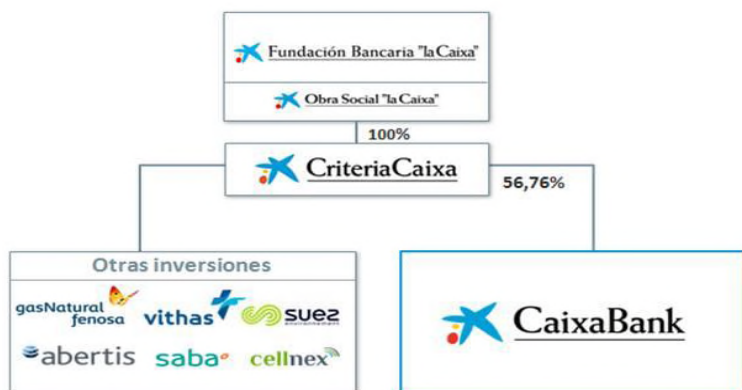 Fundación Bancaria "la Caixa"
Obra Social "la Caixa"
100%
CriteriaCaixa
56,76%
Otras inversiones
gasNatural
fenosa
vithas
suez
environnement
abertis
saba
cellnex
CaixaBank